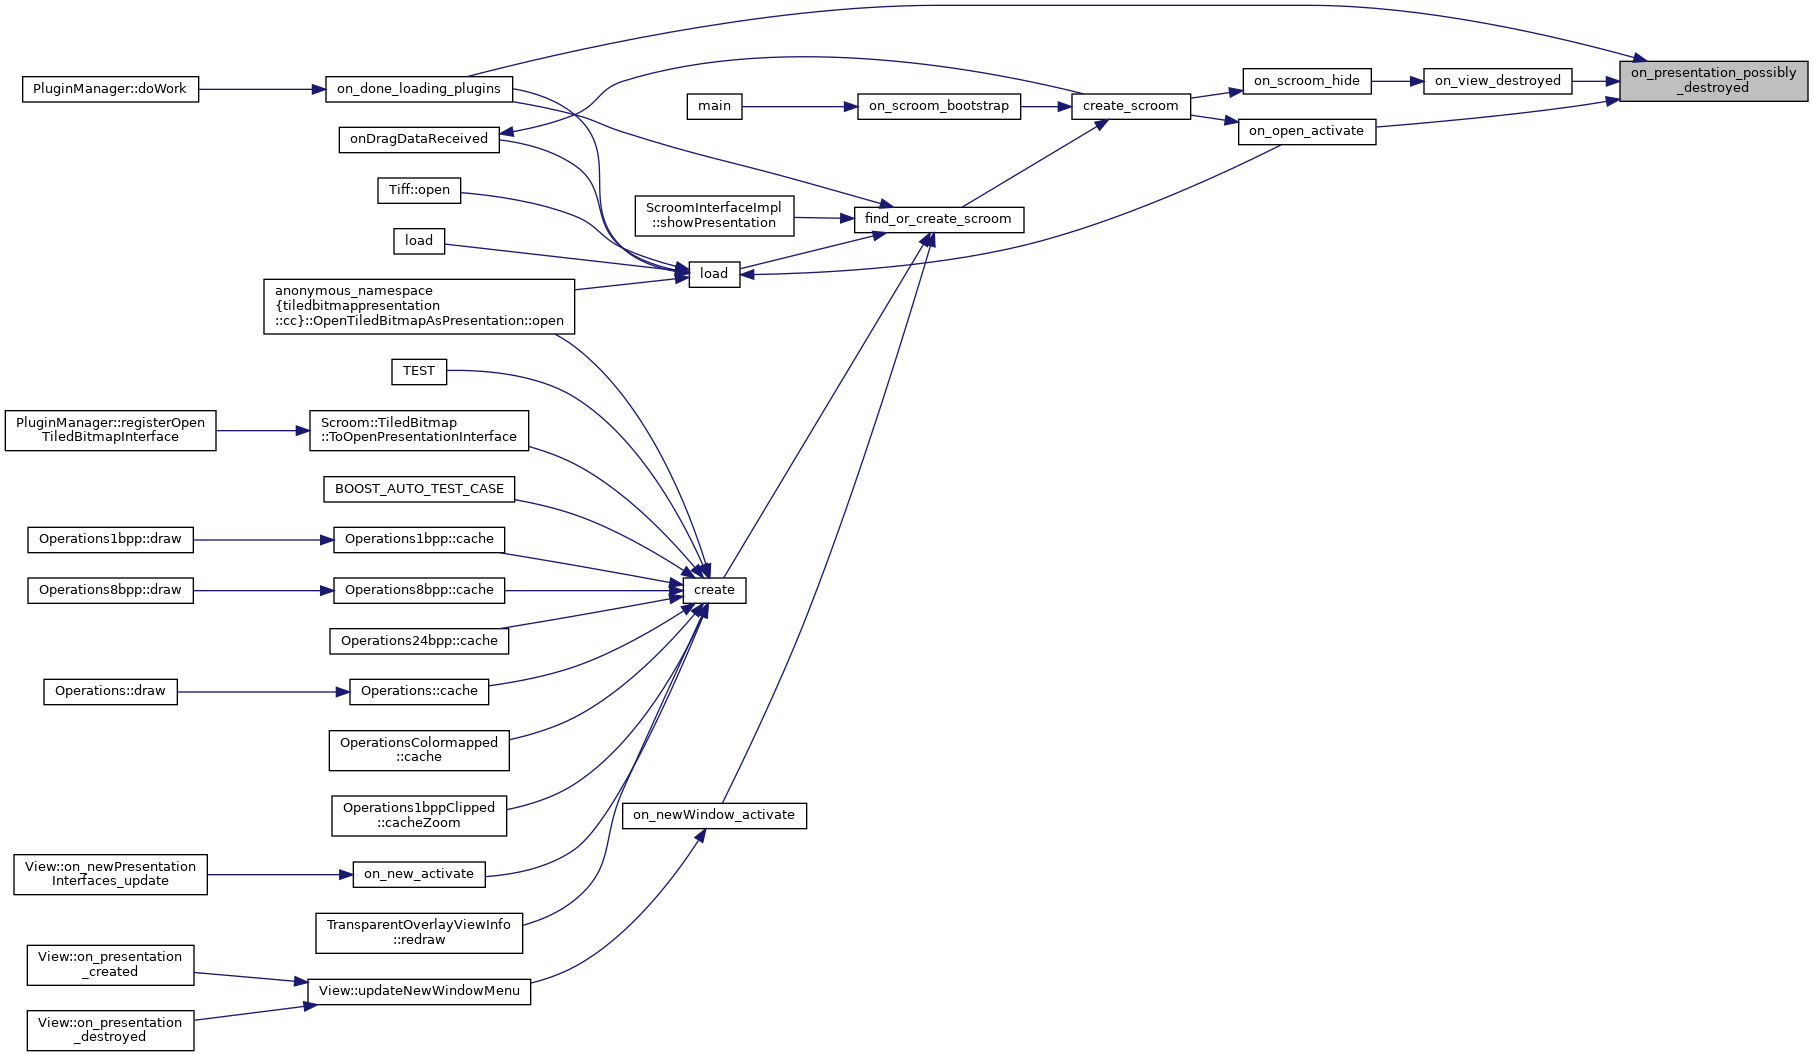 on_presentation_possibly
_destroyed
on_done_loading_plugins
PluginManager::doWork
on_scroom_hide
on_view_destroyed
main
on_scroom_bootstrap
create_scroom
on_open_activate
onDragDataReceived
Tiff::open
ScroomInterfaceImpl
::showPresentation
find_or_create_scroom
load
load
anonymous_namespace
{tiledbitmappresentation
::cc}::OpenTiledBitmapAsPresentation::open
TEST
PluginManager::registerOpen
TiledBitmapInterface
Scroom::TiledBitmap
::ToOpenPresentationInterface
BOOST_AUTO_TEST_CASE
Operations1bpp::draw
Operations1bpp::cache
Operations8bpp::draw
Operations8bpp::cache
create
Operations24bpp::cache
Operations::draw
Operations::cache
OperationsColormapped
::cache
Operations1bppClipped
::cacheZoom
on_newWindow_activate
View::on_newPresentation
Interfaces_update
on_new_activate
TransparentOverlayViewInfo
::redraw
View::on_presentation
_created
View::updateNewWindowMenu
View::on_presentation
_destroyed